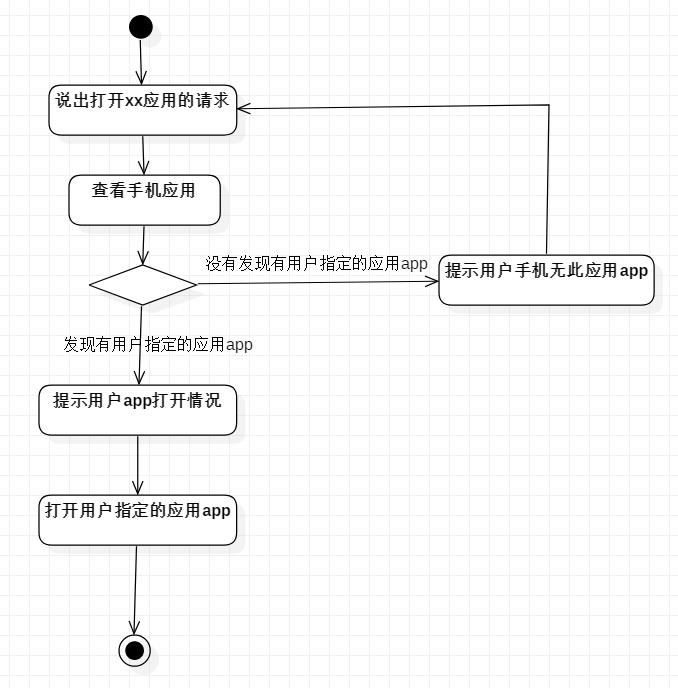 说出打开xx应用的请求
查看手机应用
没有发现有用户指定的应用app
提示用户手机无此应用app
发现有用户指定的应用app
提示用户app打开情况
打开用户指定的应用app